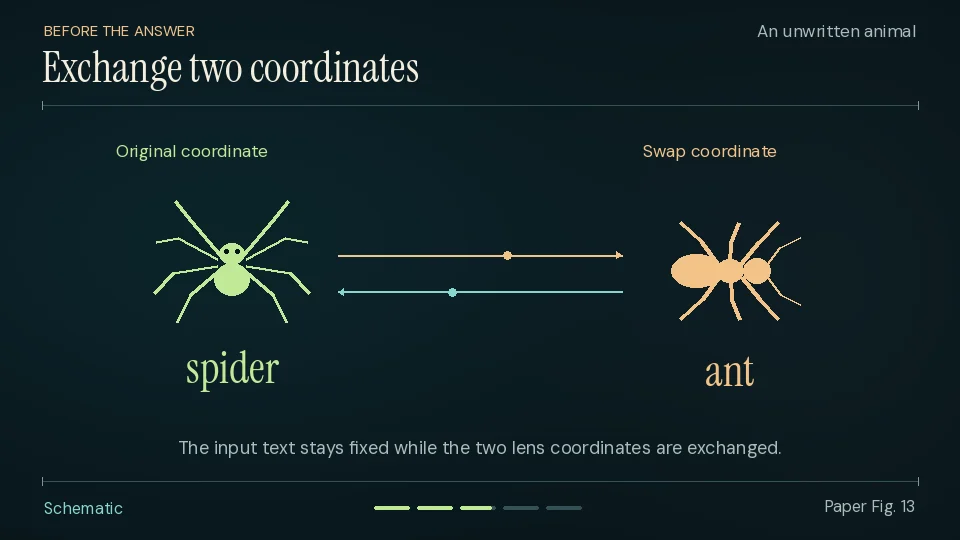 BEFORE THE ANSWER
An unwritten animal
Exchange two coordinates
Original coordinate
Swap coordinate
spider
ant
The input text stays fixed while the two lens coordinates are exchanged.
Schematic
Paper Fig. 13